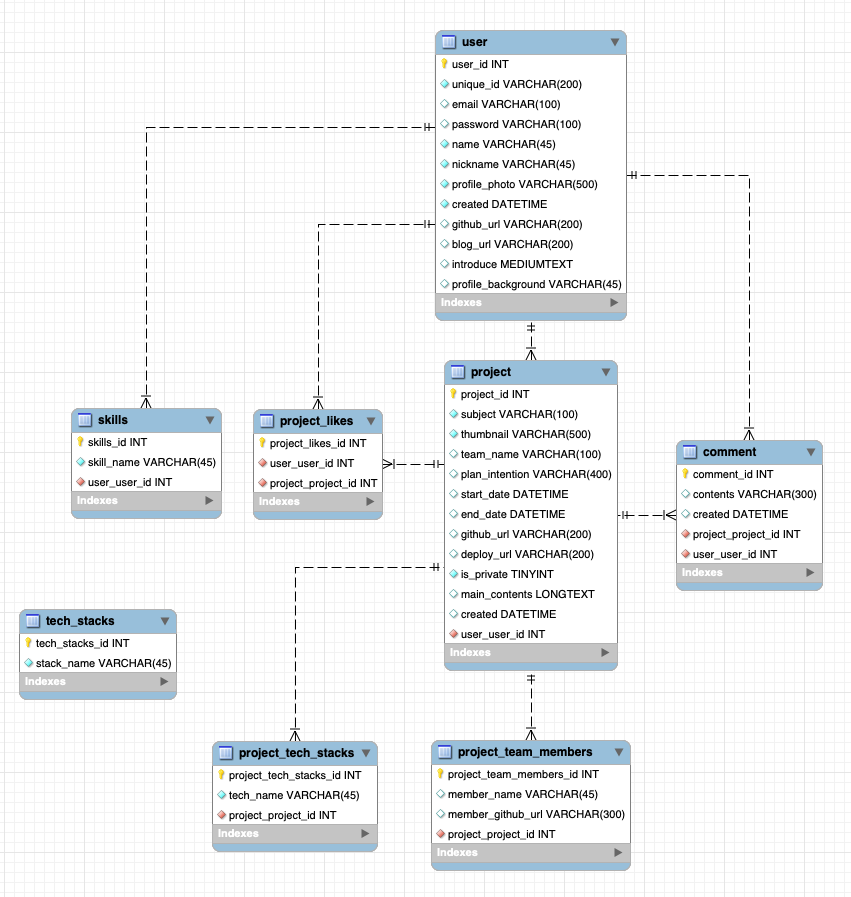 user
user_id INT
unique_id VARCHAR(200)
email VARCHAR(100)
password VARCHAR(100)
name VARCHAR(45)
nickname VARCHAR(45)
profile_photo VARCHAR(500)
created DATETIME
github_url VARCHAR(200)
blog_url VARCHAR(200)
introduce MEDIUMTEXT
profile_background VARCHAR(45)
Indexes
project
project_id INT
subject VARCHAR(100)
thumbnail VARCHAR(500)
team_name VARCHAR(100)
plan_intention VARCHAR(400)
start_date DATETIME
end_date DATETIME
github_url VARCHAR(200)
deploy_url VARCHAR(200)
is_private TINYINT
main_contents LONGTEXT
created DATETIME
user_user_id INT
Indexes
skills
skills_id INT
skill_name VARCHAR(45)
user_user_id INT
Indexes
project_likes
project_likes_id INT
user_user_id INT
project_project_id INT
Indexes
comment
comment_id INT
contents VARCHAR(300)
created DATETIME
project_project_id INT
user_user_id INT
Indexes
tech_stacks
tech_stacks_id INT
stack_name VARCHAR(45)
Indexes
project_tech_stacks
project_tech_stacks_id INT
tech_name VARCHAR(45)
project_project_id INT
Indexes
project_team_members
project_team_members_id INT
member_name VARCHAR(45)
member_github_url VARCHAR(300)
project_project_id INT
Indexes